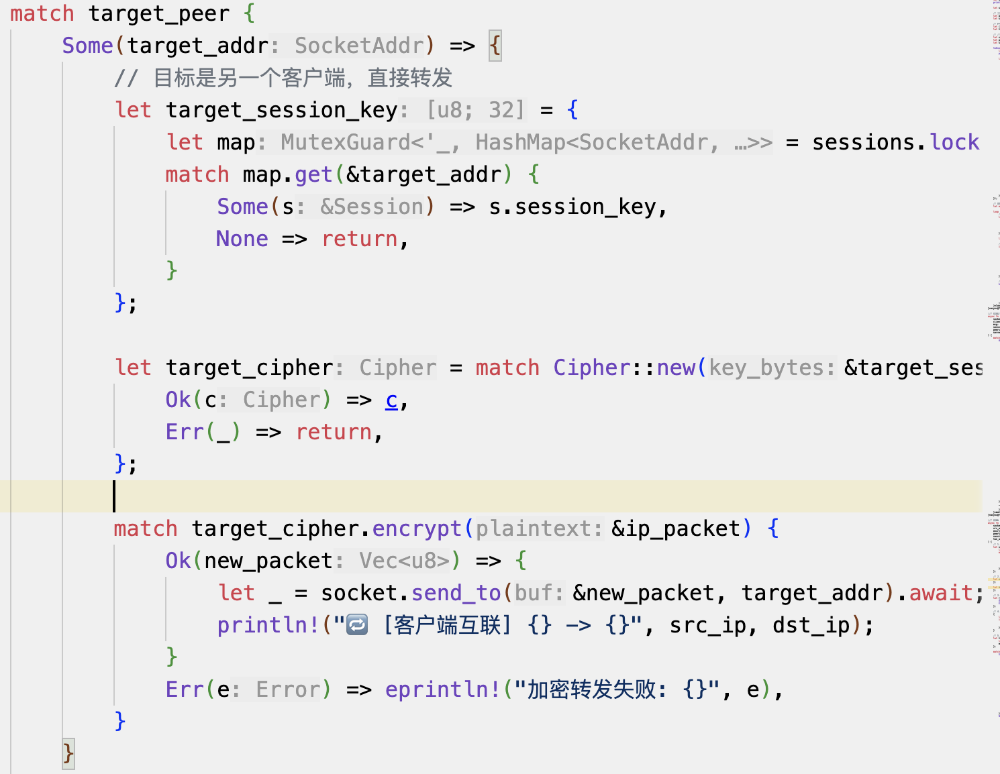 match target_peer {
Some(target_addr: SocketAddr) => {
// 目标是另一个客户端，直接转发
let target_session_key: [u8; 32] = {
let map: MutexGuard<'_, HashMap<SocketAddr, …>> = sessions.lock
match map.get(&target_addr) {
Some(s: &Session) => s.session_key,
None => return,
}
};
let target_cipher: Cipher = match Cipher::new(key_bytes: &target_ses
Ok(c: Cipher) => c,
Err(_) => return,
};
match target_cipher.encrypt(plaintext: &ip_packet) {
Ok(new_packet: Vec<u8>) => {
let _ = socket.send_to(buf: &new_packet, target_addr).await;
println!("🔁 [客户端互联] {} -> {}", src_ip, dst_ip);
}
Err(e: Error) => eprintln!("加密转发失败: {}", e),
}
}